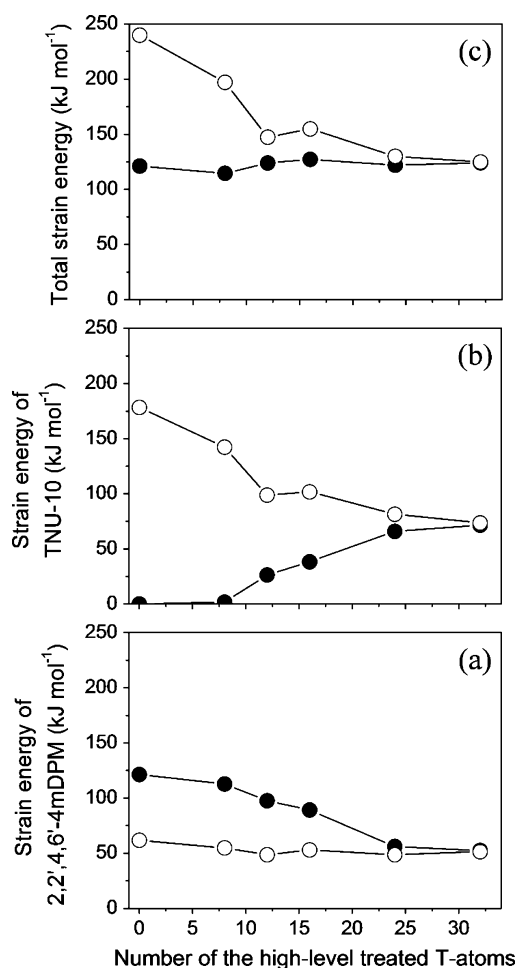 Total strain energy (kJ mol⁻¹)
250
200
150
100
50
0
(c)
Strain energy of
TNU-10 (kJ mol⁻¹)
250
200
150
100
50
0
(b)
Strain energy of
2,2',4,6'-4mDPM (kJ mol⁻¹)
250
200
150
100
50
0
(a)
0 5 10 15 20 25 30
Number of the high-level treated T-atoms